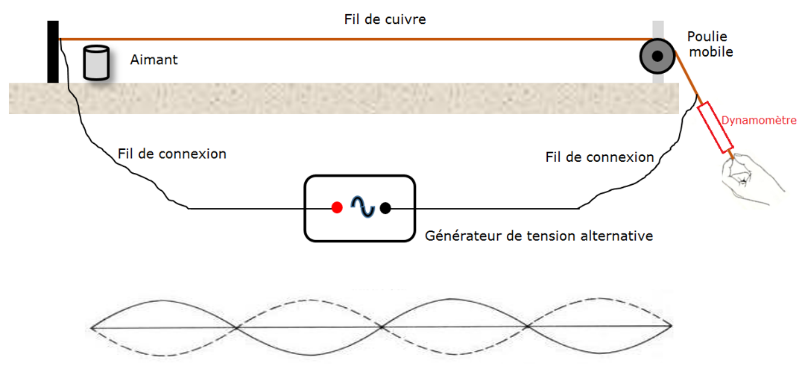 Fil de cuivre
Poulie
mobile
Aimant
Dynamomètre
Fil de connexion
Fil de connexion
Générateur de tension alternative